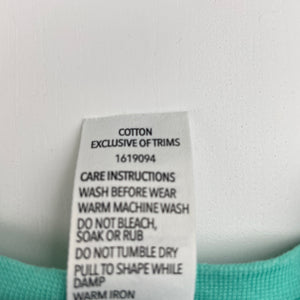 COTTON
EXCLUSIVE OF TRIMS
1619094
CARE INSTRUCTIONS
WASH BEFORE WEAR
WARM MACHINE WASH
DO NOT BLEACH,
SOAK OR RUB
DO NOT TUMBLE DRY
PULL TO SHAPE WHILE
DAMP
WARM IRON